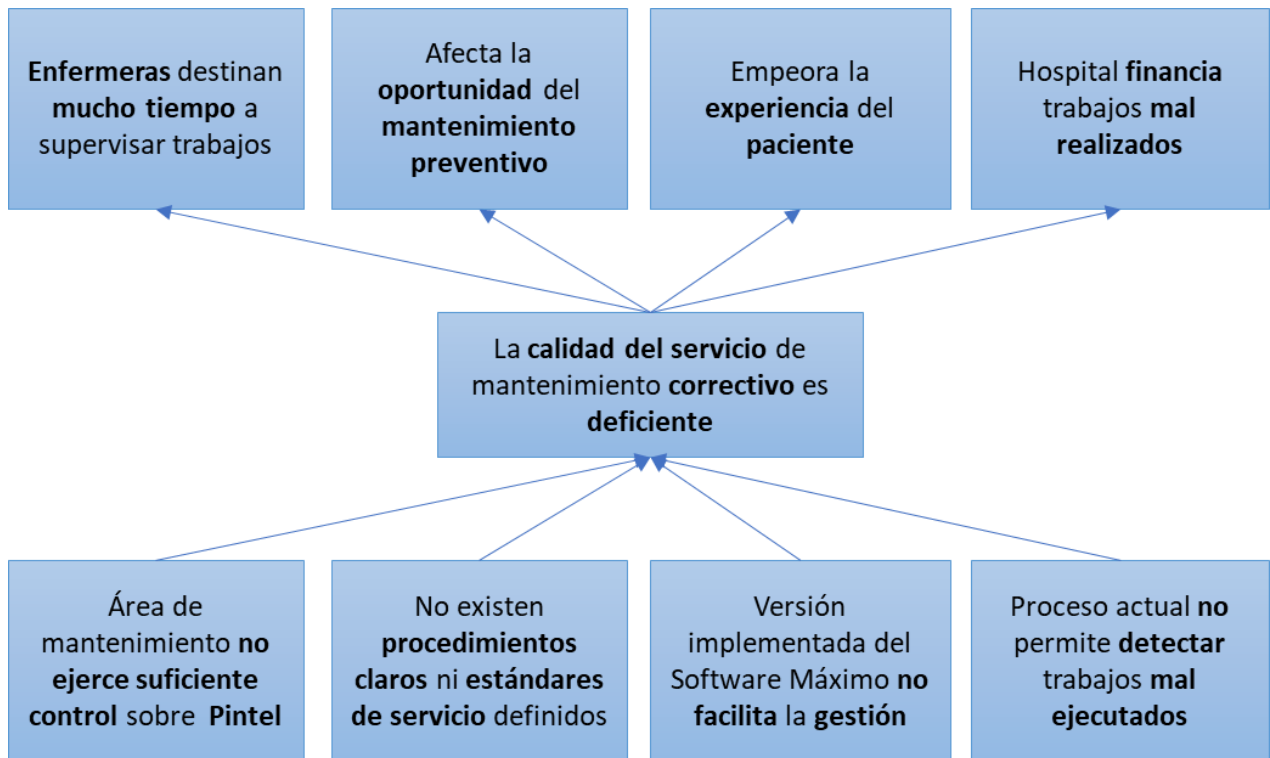 Enfermeras destinan
mucho tiempo a
supervisar trabajos
Afecta la
oportunidad del
mantenimiento
preventivo
Empeora la
experiencia del
paciente
Hospital financia
trabajos mal
realizados
La calidad del servicio de
mantenimiento correctivo es
deficiente
Área de
mantenimiento no
ejerce suficiente
control sobre Pintel
No existen
procedimientos
claros ni estándares
de servicio definidos
Versión
implementada del
Software Máximo no
facilita la gestión
Proceso actual no
permite detectar
trabajos mal
ejecutados